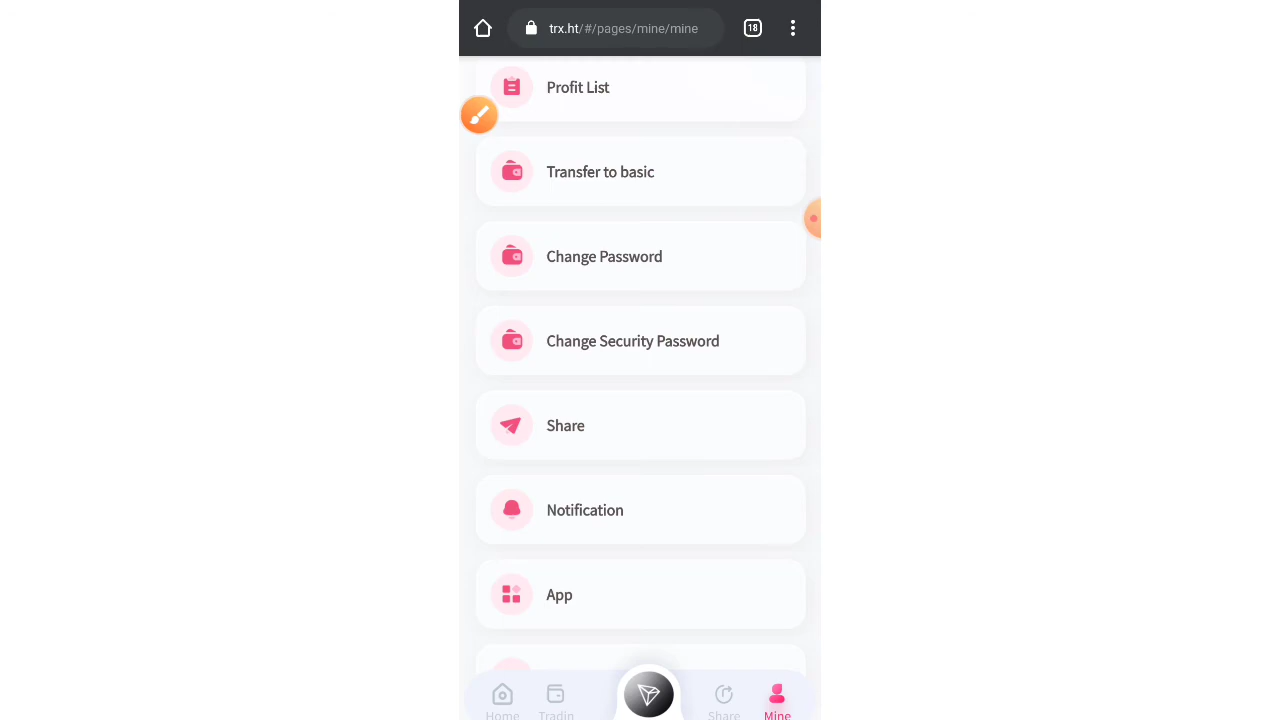 trx.ht/#/pages/mine/mine
18
Profit List
Transfer to basic
Change Password
Change Security Password
Share
Notification
App
Home
Tradin
Share
Mine